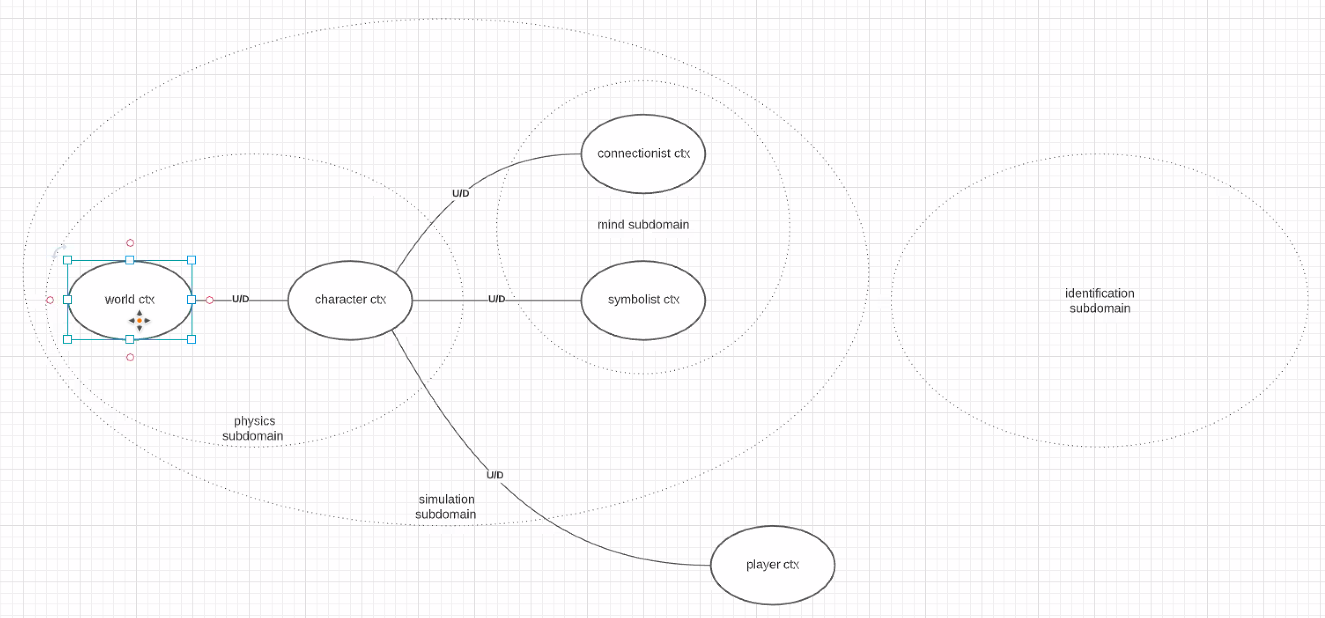 connectionist ctx
U/D
mind subdomain
world ctx
U/D
character ctx
U/D
symbolist ctx
identification
subdomain
physics
subdomain
U/D
simulation
subdomain
player ctx